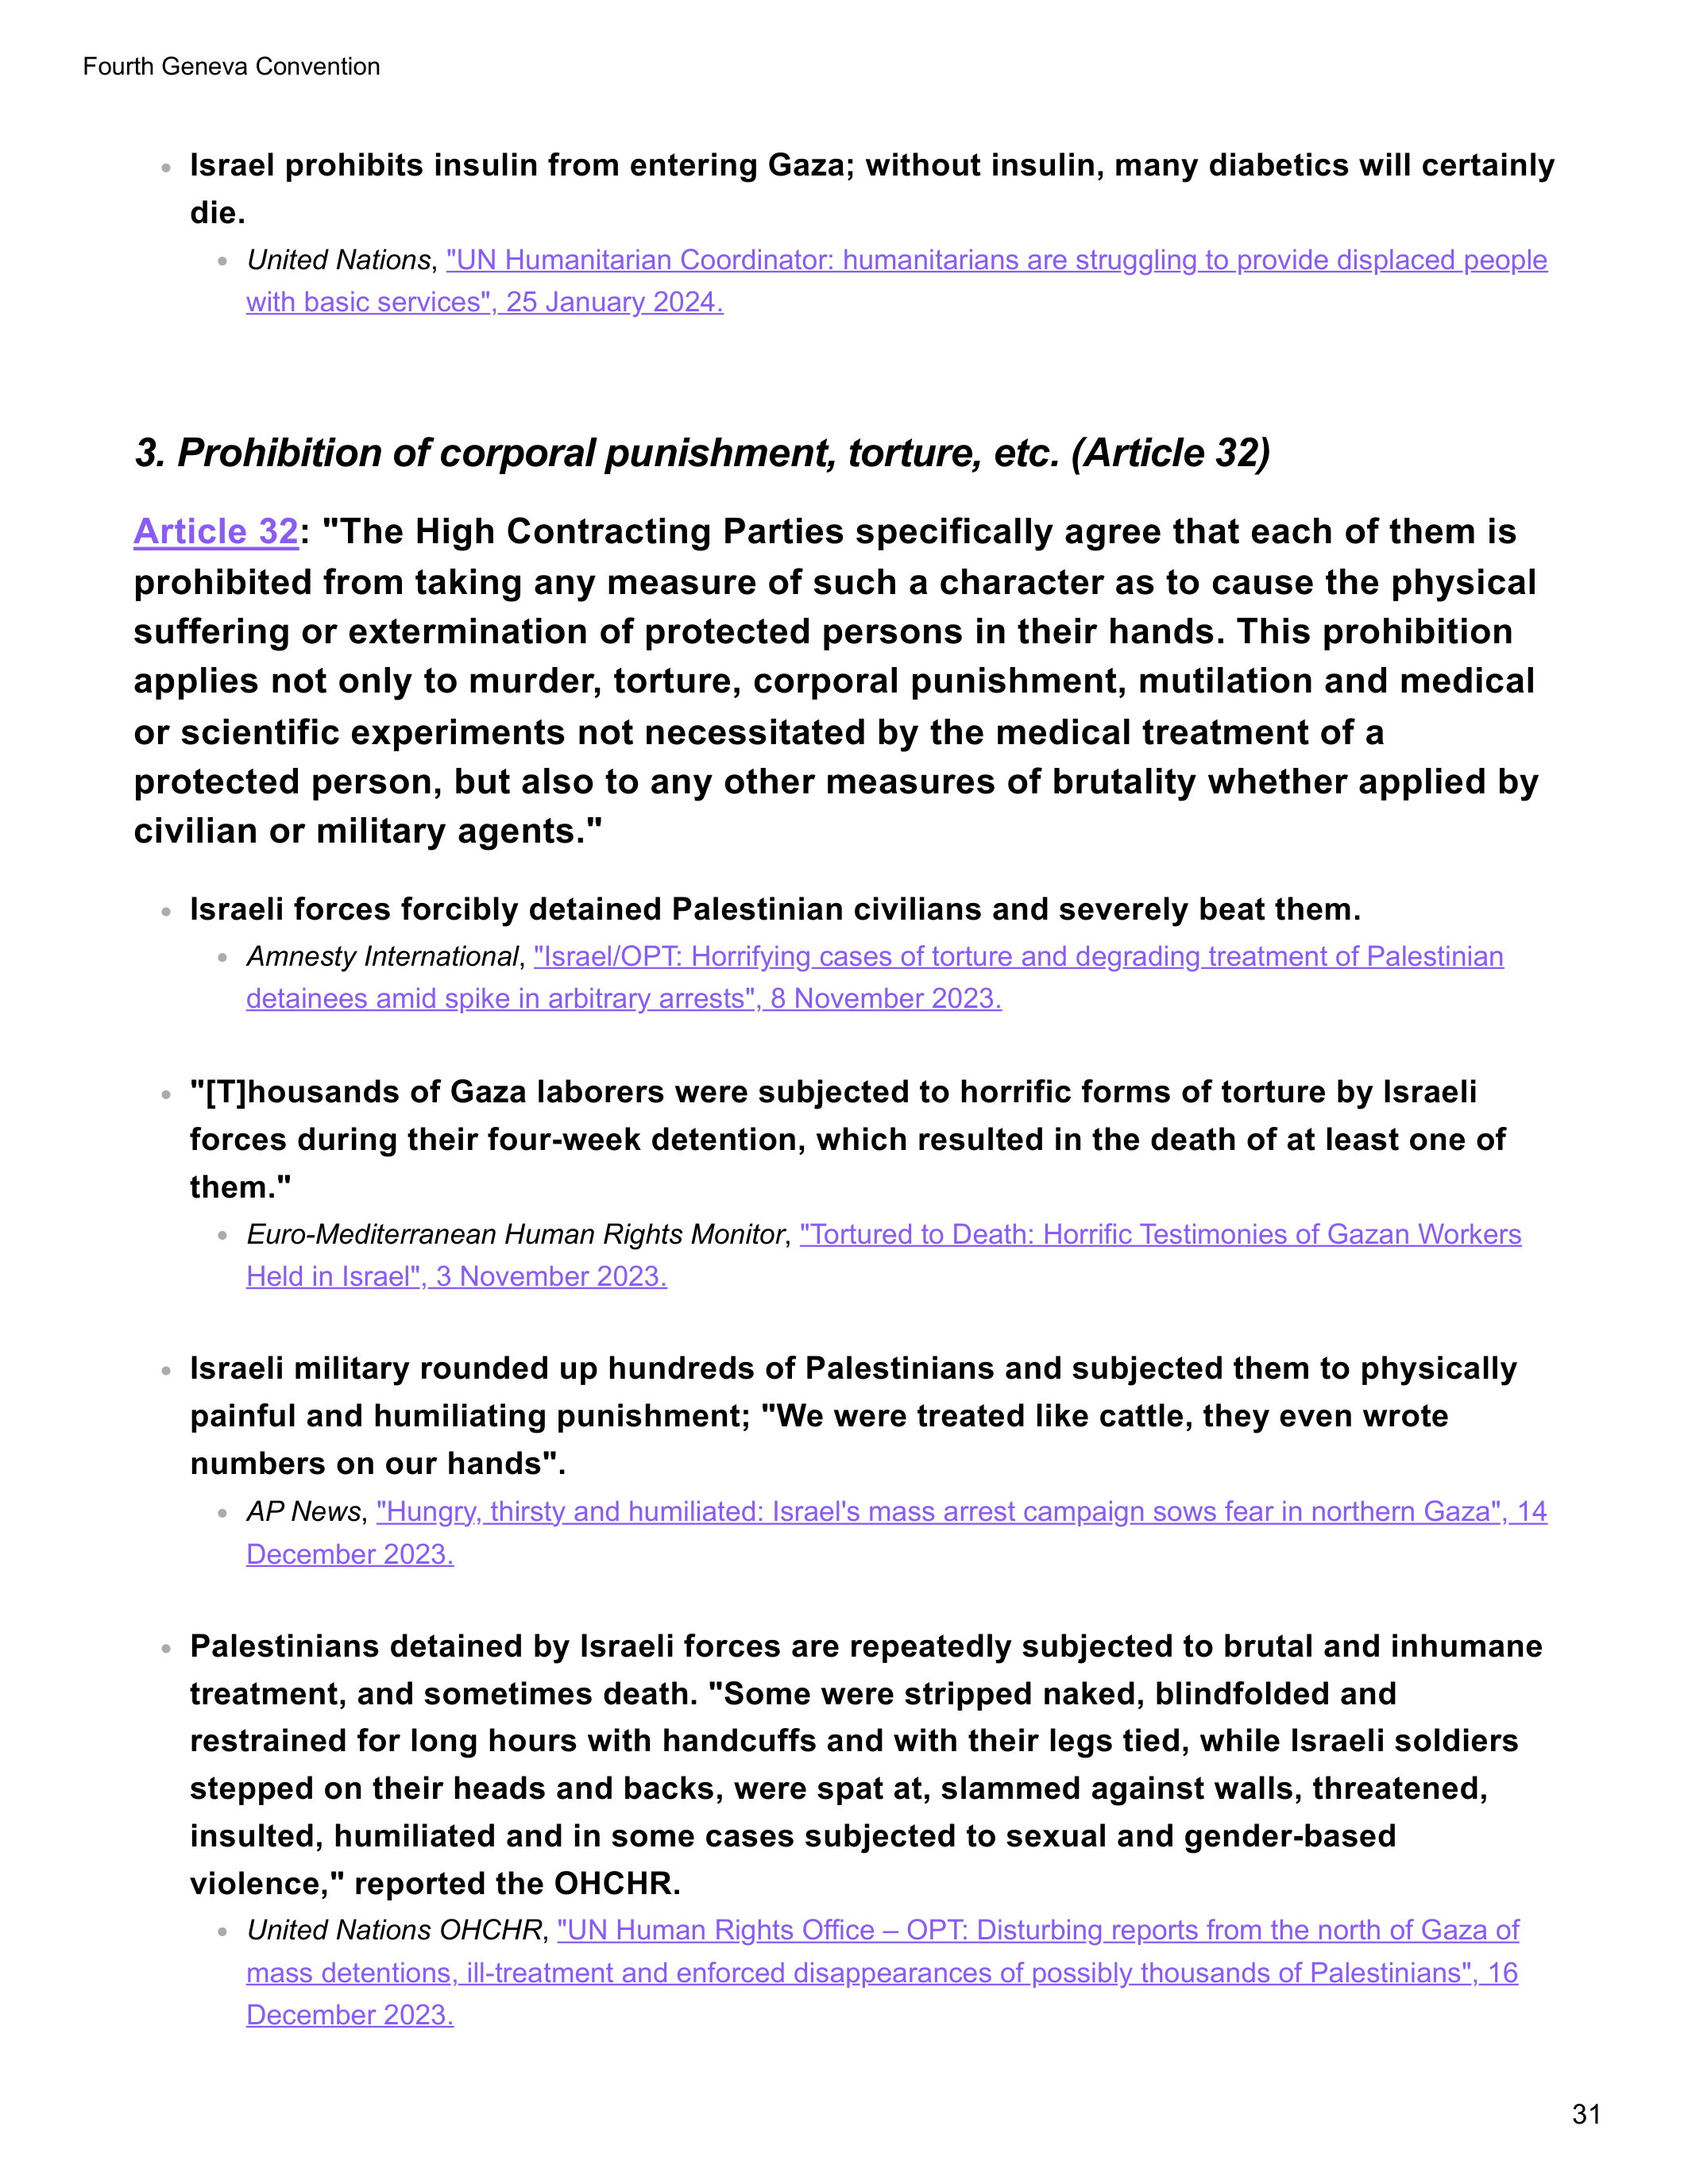 Fourth Geneva Convention
Israel prohibits insulin from entering Gaza; without insulin, many diabetics will certainly
die.
United Nations, "UN Humanitarian Coordinator: humanitarians are struggling to provide displaced people
with basic services", 25 January 2024.
3. Prohibition of corporal punishment, torture, etc. (Article 32)
Article 32: "The High Contracting Parties specifically agree that each of them is
prohibited from taking any measure of such a character as to cause the physical
suffering or extermination of protected persons in their hands. This prohibition
applies not only to murder, torture, corporal punishment, mutilation and medical
or scientific experiments not necessitated by the medical treatment of a
protected person, but also to any other measures of brutality whether applied by
civilian or military agents."
Israeli forces forcibly detained Palestinian civilians and severely beat them.
Amnesty International, "Israel/OPT: Horrifying cases of torture and degrading treatment of Palestinian
detainees amid spike in arbitrary arrests", 8 November 2023.
"[T]housands of Gaza laborers were subjected to horrific forms of torture by Israeli
forces during their four-week detention, which resulted in the death of at least one of
them."
Euro-Mediterranean Human Rights Monitor, "Tortured to Death: Horrific Testimonies of Gazan Workers
Held in Israel", 3 November 2023.
Israeli military rounded up hundreds of Palestinians and subjected them to physically
painful and humiliating punishment; "We were treated like cattle, they even wrote
numbers on our hands".
AP News, "Hungry, thirsty and humiliated: Israel's mass arrest campaign sows fear in northern Gaza", 14
December 2023.
Palestinians detained by Israeli forces are repeatedly subjected to brutal and inhumane
treatment, and sometimes death. "Some were stripped naked, blindfolded and
restrained for long hours with handcuffs and with their legs tied, while Israeli soldiers
stepped on their heads and backs, were spat at, slammed against walls, threatened,
insulted, humiliated and in some cases subjected to sexual and gender-based
violence," reported the OHCHR.
United Nations OHCHR, "UN Human Rights Office – OPT: Disturbing reports from the north of Gaza of
mass detentions, ill-treatment and enforced disappearances of possibly thousands of Palestinians", 16
December 2023.
31